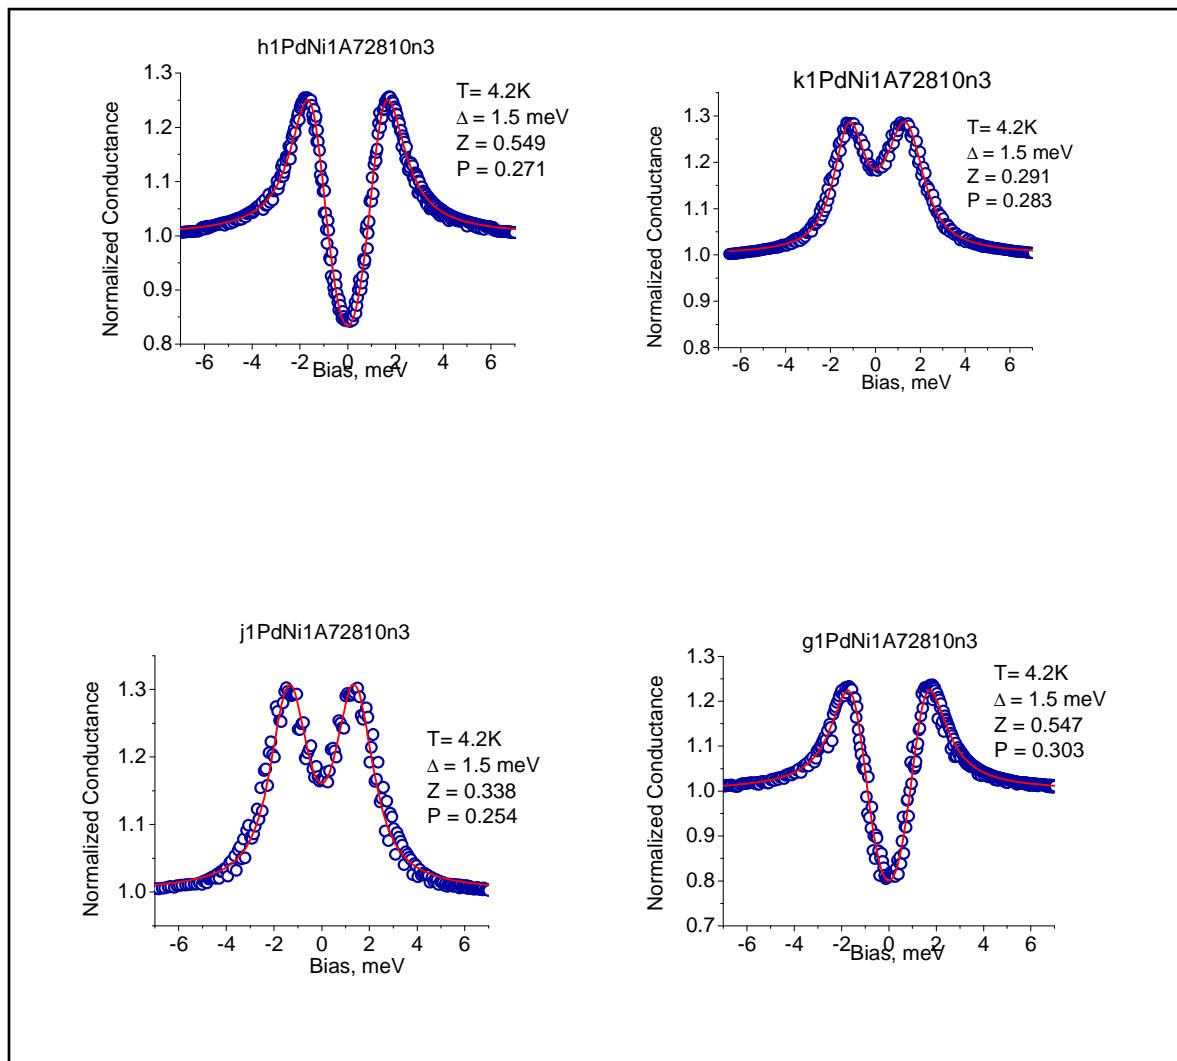 h1PdNi1A72810n3
1.3
1.2
1.1
1.0
0.9
0.8
Normalized Conductance
T= 4.2K
Δ = 1.5 meV
Z = 0.549
P = 0.271
-6 -4 -2 0 2 4 6
Bias, meV
k1PdNi1A72810n3
1.3
1.2
1.1
1.0
0.9
0.8
Normalized Conductance
T= 4.2K
Δ = 1.5 meV
Z = 0.291
P = 0.283
-6 -4 -2 0 2 4 6
Bias, meV
j1PdNi1A72810n3
1.3
1.2
1.1
1.0
Normalized Conductance
T= 4.2K
Δ = 1.5 meV
Z = 0.338
P = 0.254
-6 -4 -2 0 2 4 6
Bias, meV
g1PdNi1A72810n3
1.3
1.2
1.1
1.0
0.9
0.8
0.7
Normalized Conductance
T= 4.2K
Δ = 1.5 meV
Z = 0.547
P = 0.303
-6 -4 -2 0 2 4 6
Bias, meV